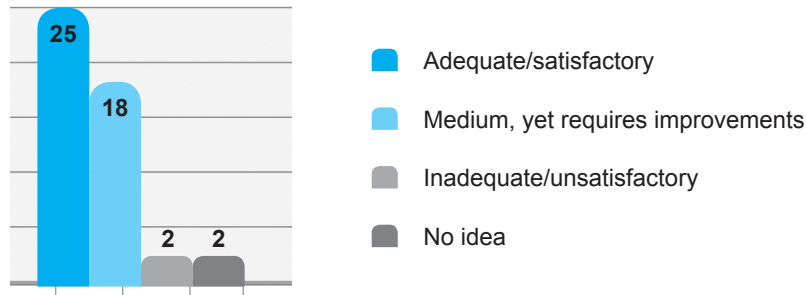 25
18
2
2
Adequate/satisfactory
Medium, yet requires improvements
Inadequate/unsatisfactory
No idea